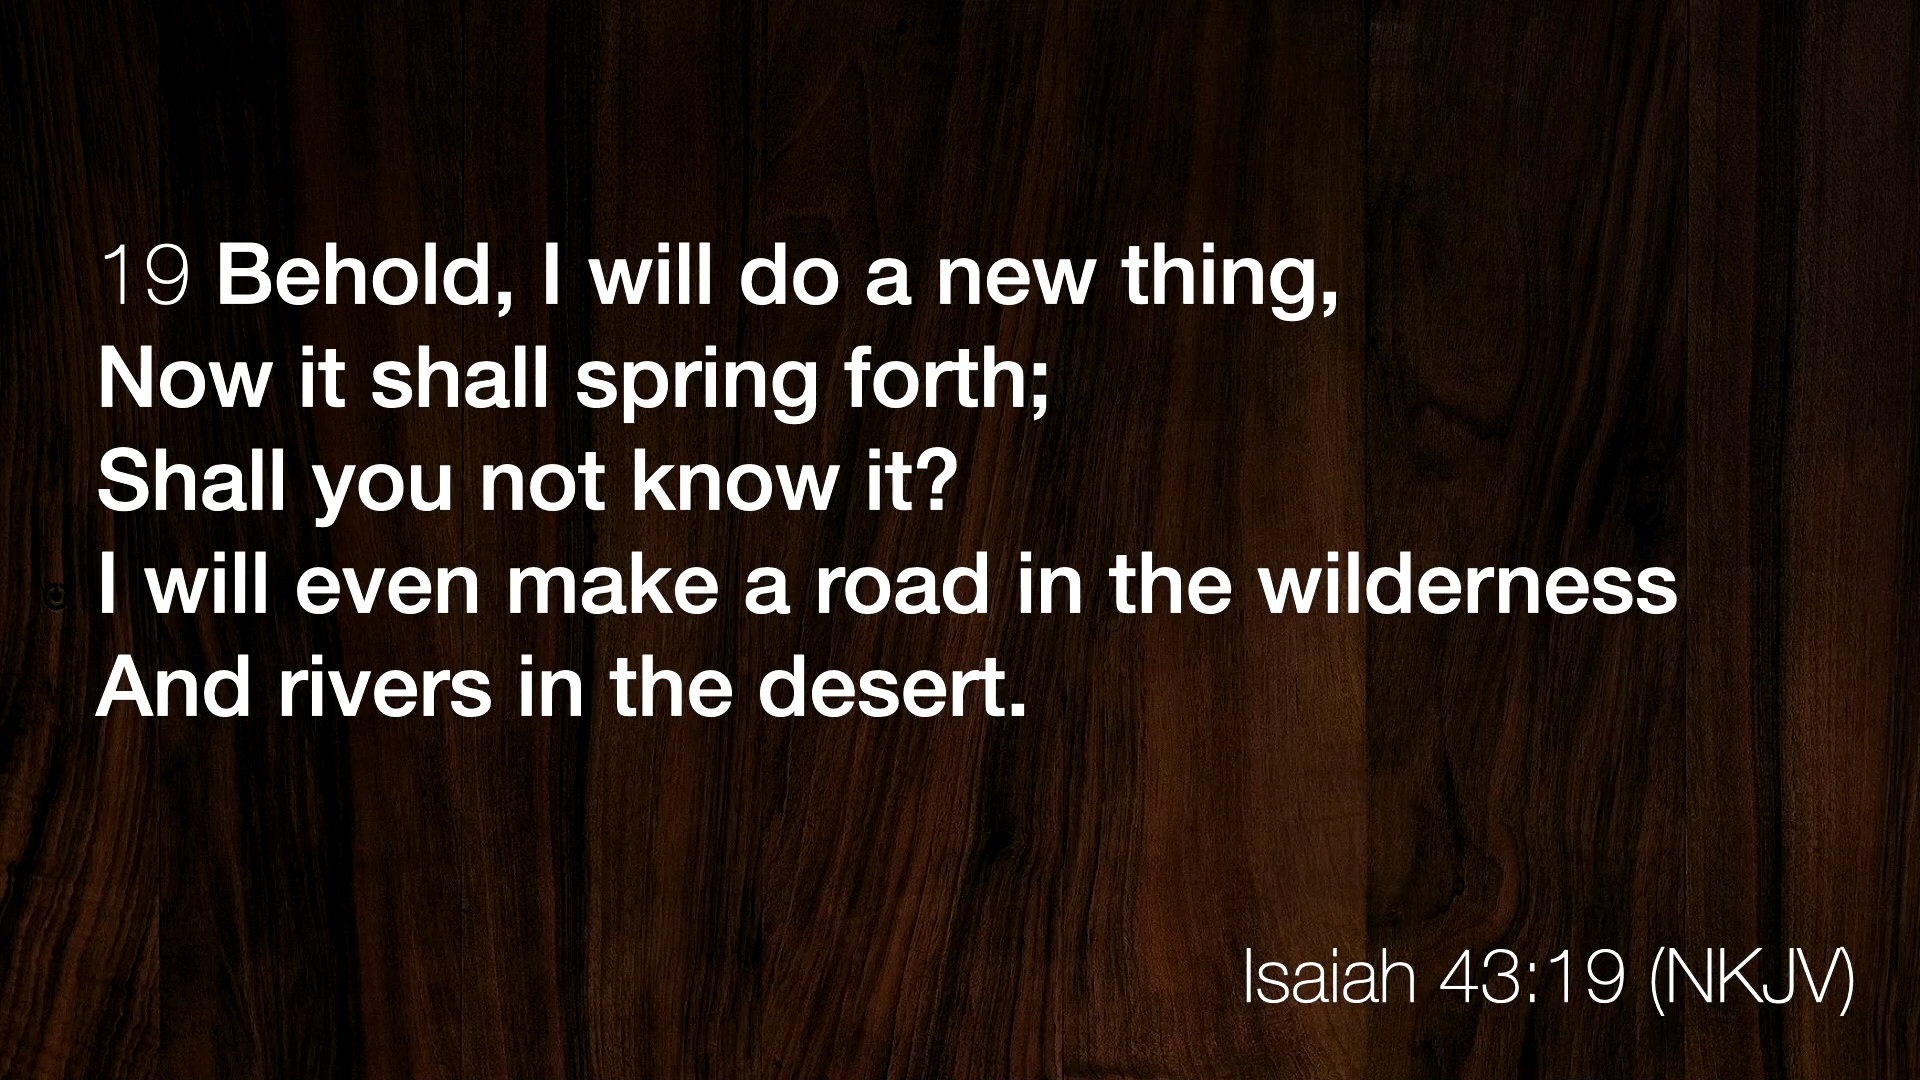 19 Behold, I will do a new thing,
Now it shall spring forth;
Shall you not know it?
I will even make a road in the wilderness
And rivers in the desert.
Isaiah 43:19 (NKJV)